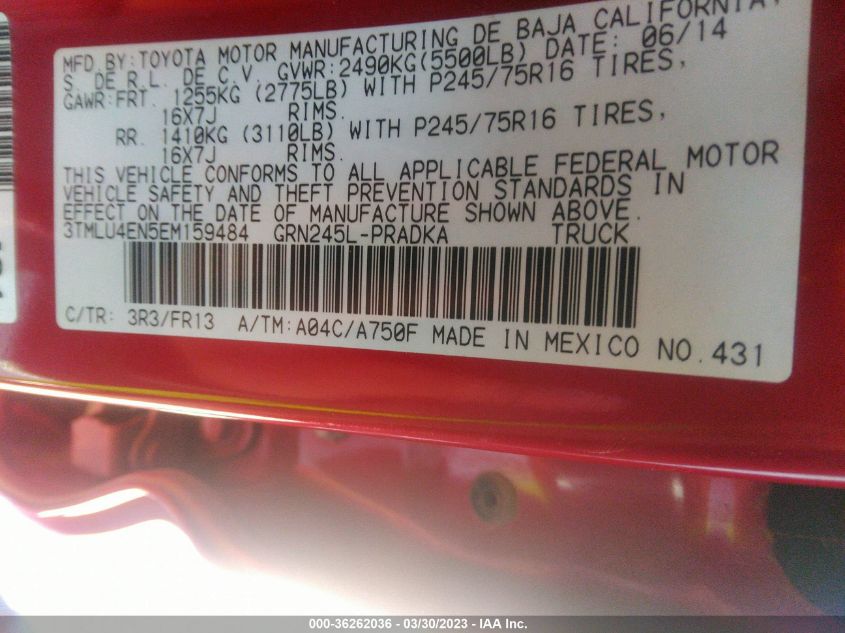 MFD BY: TOYOTA MOTOR MANUFACTURING DE BAJA CALIFORNIA,
S. DE R.L. DE C.V. GVWR:2490KG(5500LB) DATE: 06/14
GAWR:FRT. 1255KG (2775LB) WITH P245/75R16 TIRES,
16X7J RIMS.
RR. 1410KG (3110LB) WITH P245/75R16 TIRES,
16X7J RIMS.
THIS VEHICLE CONFORMS TO ALL APPLICABLE FEDERAL MOTOR
VEHICLE SAFETY AND THEFT PREVENTION STANDARDS IN
EFFECT ON THE DATE OF MANUFACTURE SHOWN ABOVE.
3TMLU4EN5EM159484 GRN245L-PRADKA TRUCK
C/TR: 3R3/FR13 A/TM:A04C/A750F MADE IN MEXICO NO.431
000-36262036 - 03/30/2023 - IAA Inc.